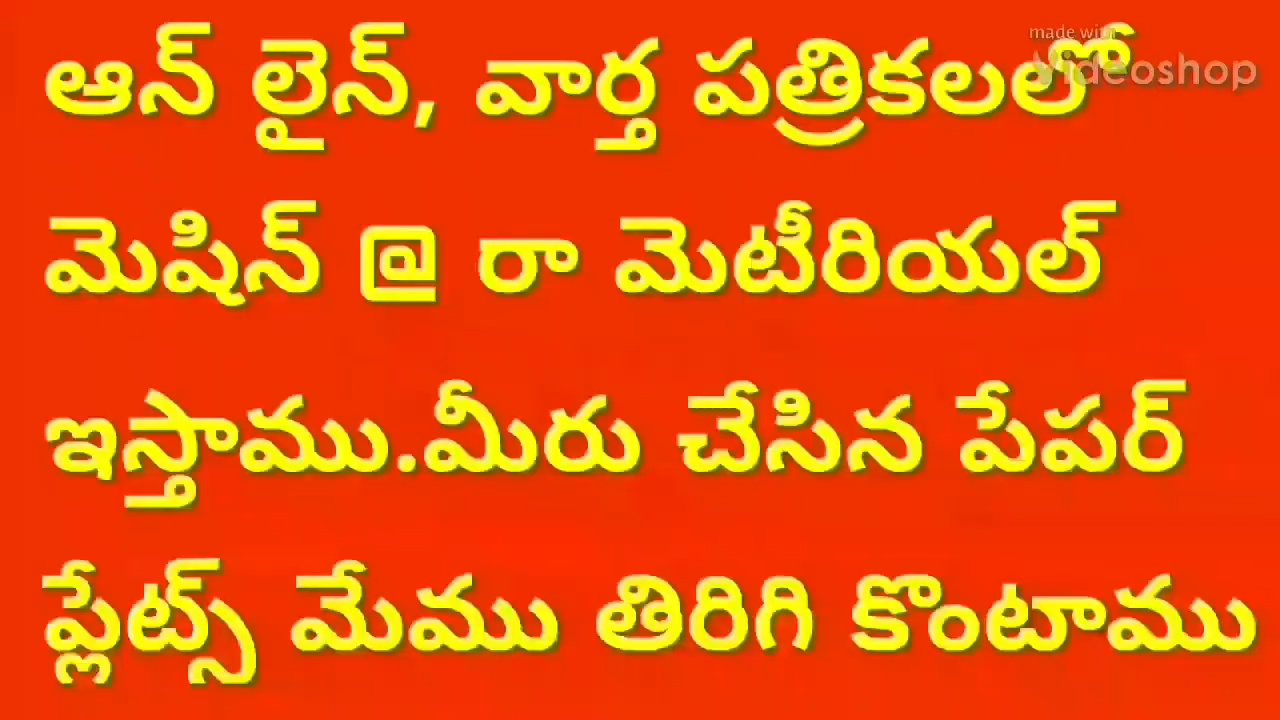 made with
Videoshop
ఆన్ లైన్, వార్త పత్రికలలో
మెషిన్ @ రా మెటీరియల్
ఇస్తాము.మీరు చేసిన పేపర్
ప్లేట్స్ మేము తిరిగి కొంటాము